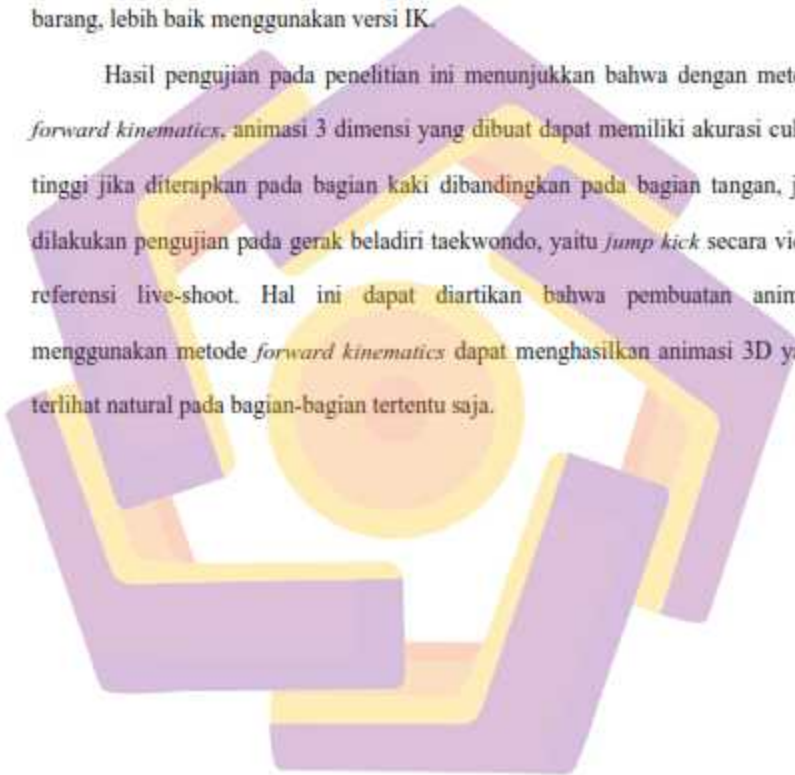 barang, lebih baik menggunakan versi IK.
Hasil pengujian pada penelitian ini menunjukkan bahwa dengan
forward kinematics, animasi 3 dimensi yang dibuat dapat memiliki akurasi
tinggi jika diterapkan pada bagian kaki dibandingkan pada bagian tangan,
dilakukan pengujian pada gerak beladiri taekwondo, yaitu jump kick secara
referensi live-shoot. Hal ini dapat diartikan bahwa pembuatan
menggunakan metode forward kinematics dapat menghasilkan animasi 3D
terlihat natural pada bagian-bagian tertentu saja.